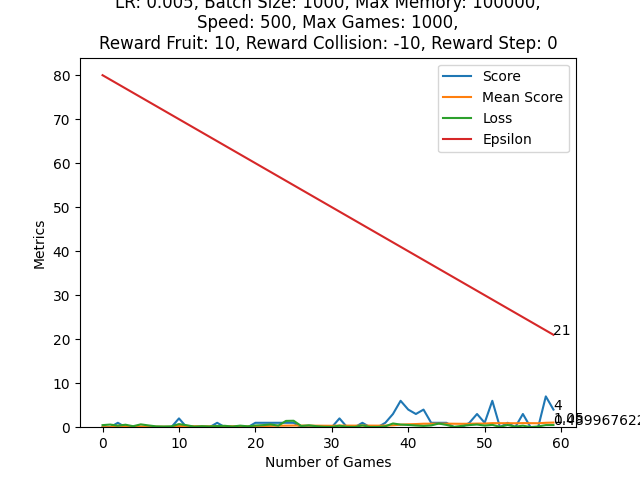 LR: 0.005, Batch Size: 1000, Max Memory: 100000,
Speed: 500, Max Games: 1000,
Reward Fruit: 10, Reward Collision: -10, Reward Step: 0
80
70
60
50
40
30
20
10
0
Metrics
Score
Mean Score
Loss
Epsilon
21
4
1.05
0 10 20 30 40 50 60
Number of Games